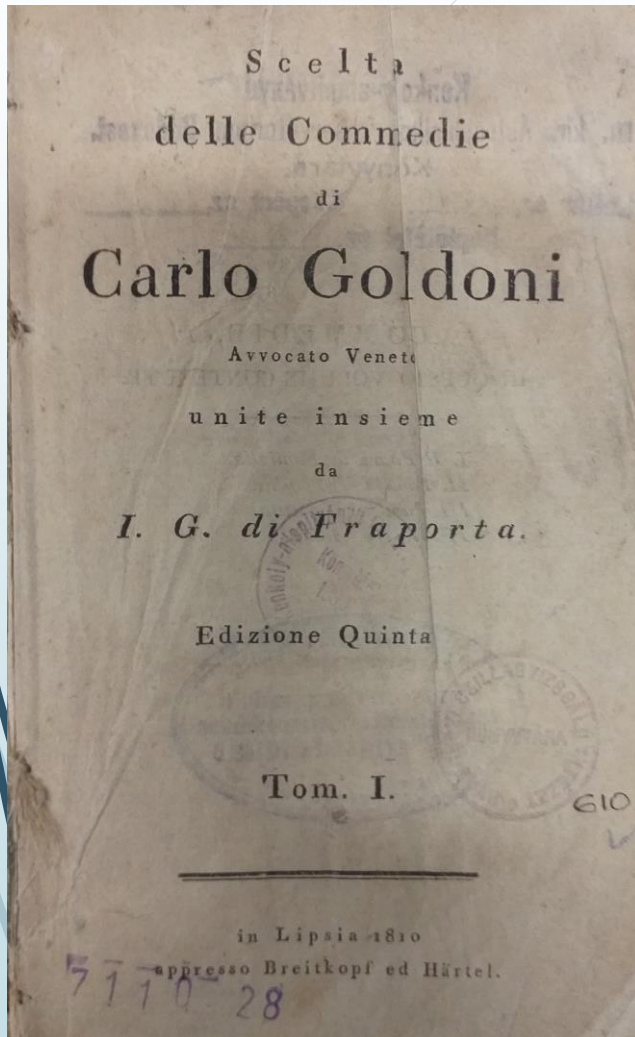 Scelta
delle Commedie
di
Carlo Goldoni
Avvocato Veneto
unite insieme
da
I. G. di Fraporta.
Edizione Quinta
Tom. I.
610
in Lipsia 1810
appresso Breitkopf ed Härtel.
7110 28